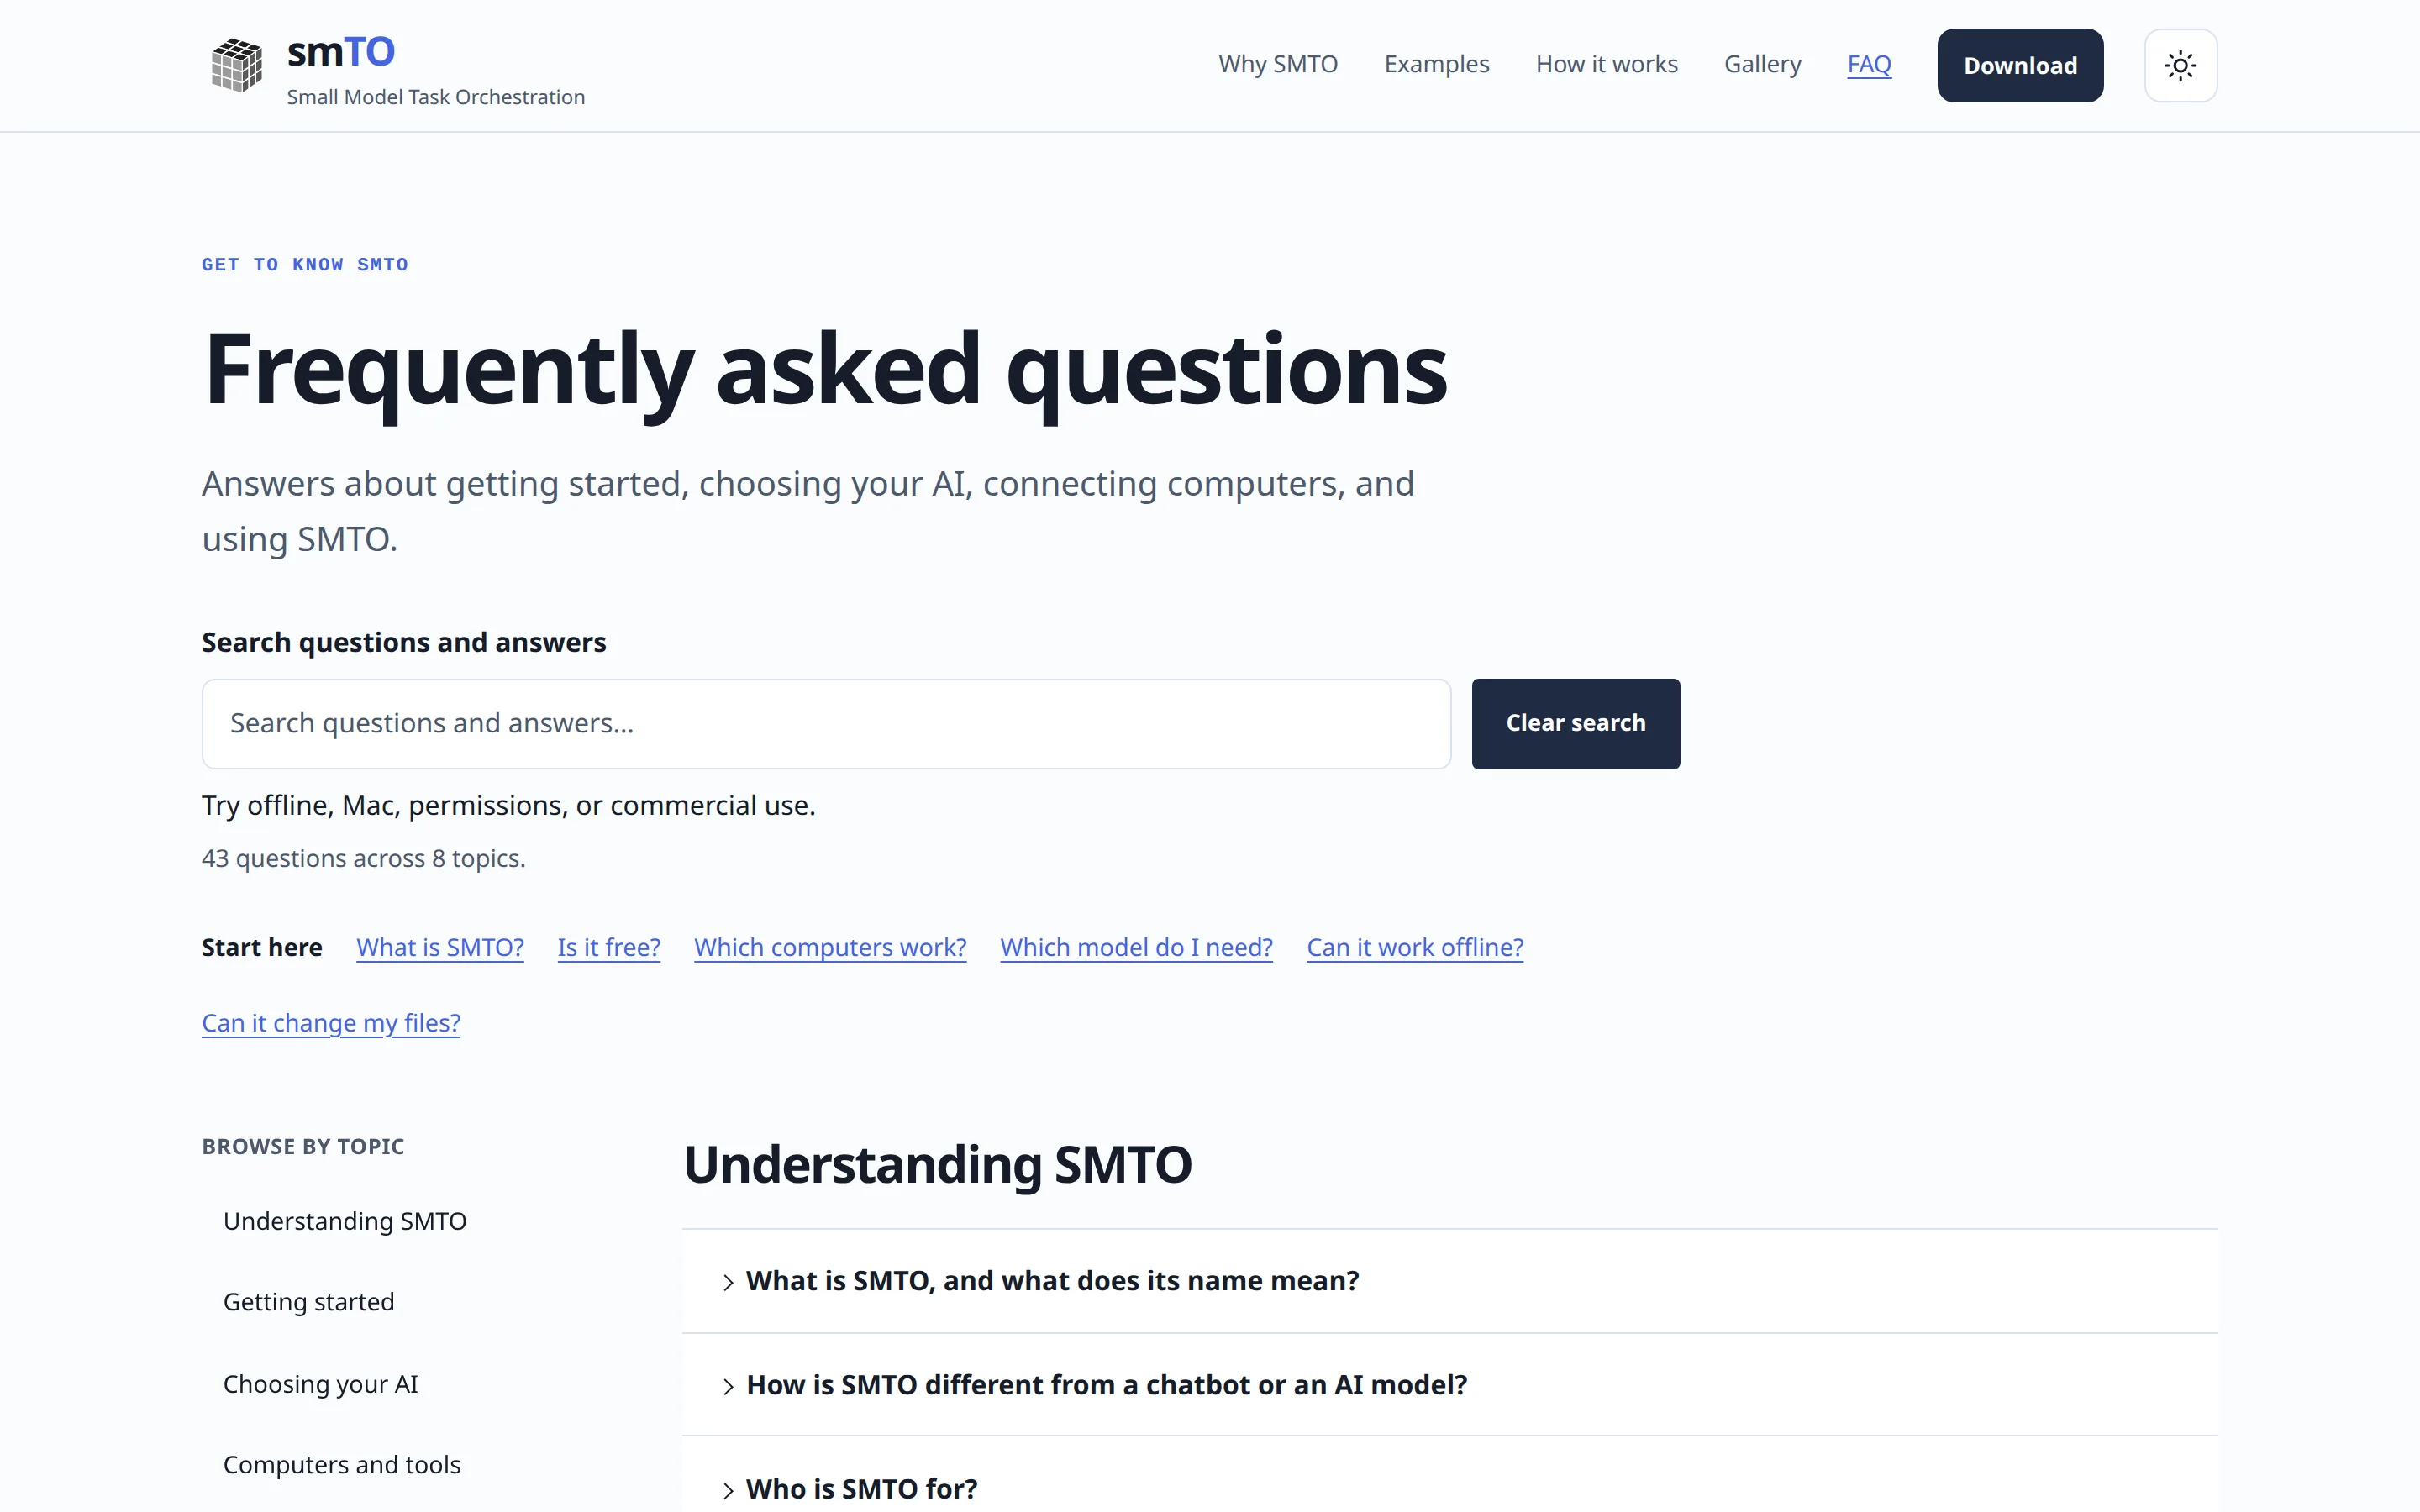 smTO
Small Model Task Orchestration
Why SMTO
Examples
How it works
Gallery
FAQ
Download
GET TO KNOW SMTO
Frequently asked questions
Answers about getting started, choosing your AI, connecting computers, and
using SMTO.
Search questions and answers
Search questions and answers...
Clear search
Try offline, Mac, permissions, or commercial use.
43 questions across 8 topics.
Start here
What is SMTO?
Is it free?
Which computers work?
Which model do I need?
Can it work offline?
Can it change my files?
BROWSE BY TOPIC
Understanding SMTO
Getting started
Choosing your AI
Computers and tools
Understanding SMTO
What is SMTO, and what does its name mean?
How is SMTO different from a chatbot or an AI model?
Who is SMTO for?